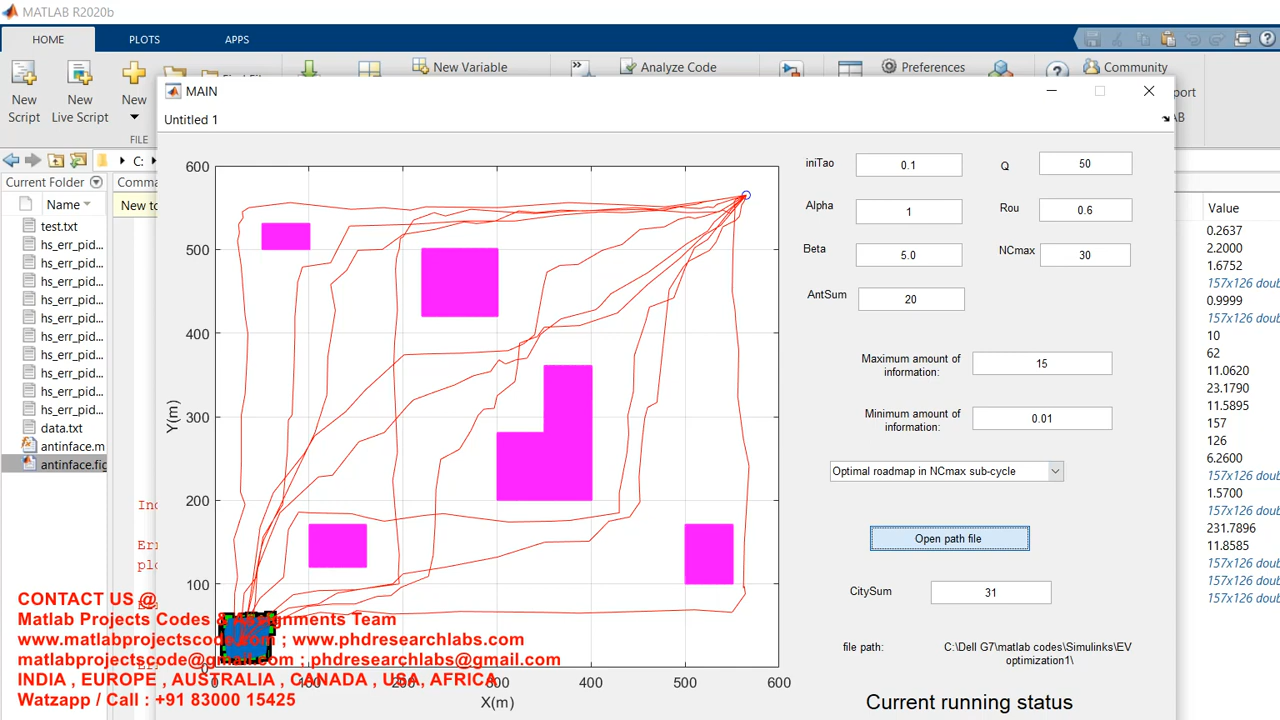 MATLAB R2020b
HOME PLOTS APPS
New Variable Analyze Code Preferences Community
New Script
New Live Script
New
FILE
MAIN
Untitled 1
C:
Current Folder
Name
New to
Value
test.txt
hs_err_pid...
hs_err_pid...
hs_err_pid...
hs_err_pid...
hs_err_pid...
hs_err_pid...
hs_err_pid...
hs_err_pid...
hs_err_pid...
hs_err_pid...
data.txt
antinface.m
antinface.fig
600
500
400
300
200
100
0
Y(m)
100 200 300 400 500 600
X(m)
iniTao 0.1 Q 50
Alpha 1 Rou 0.6
Beta 5.0 NCmax 30
AntSum 20
Maximum amount of information: 15
Minimum amount of information: 0.01
Optimal roadmap in NCmax sub-cycle
Open path file
CitySum 31
file path: C:\Dell G7\matlab codes\Simulinks\EV optimization1\
Current running status
0.2637
2.2000
1.6752
157x126 doub
0.9999
157x126 doub
10
62
11.0620
23.1790
11.5895
157
126
6.2600
157x126 doub
1.5700
157x126 doub
231.7896
11.8585
157x126 doub
157x126 doub
157x126 doub
CONTACT US @
Matlab Projects Codes & Assignments Team
www.matlabprojectscode.com ; www.phdresearchlabs.com
matlabprojectscode@gmail.com ; phdresearchlabs@gmail.com
INDIA , EUROPE , AUSTRALIA , CANADA , USA, AFRICA
Watzapp / Call : +91 83000 15425